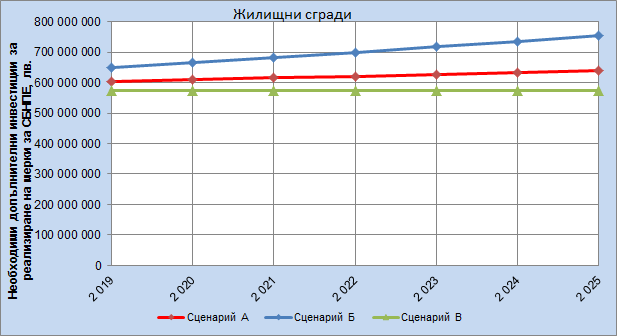 Жилищни сгради
Необходими допълнителни инвестиции за
реализиране на мерки за СБНПЕ, лв.
800 000 000
700 000 000
600 000 000
500 000 000
400 000 000
300 000 000
200 000 000
100 000 000
0
2 019
2 020
2 021
2 022
2 023
2 024
2 025
Сценарий А
Сценарий Б
Сценарий В